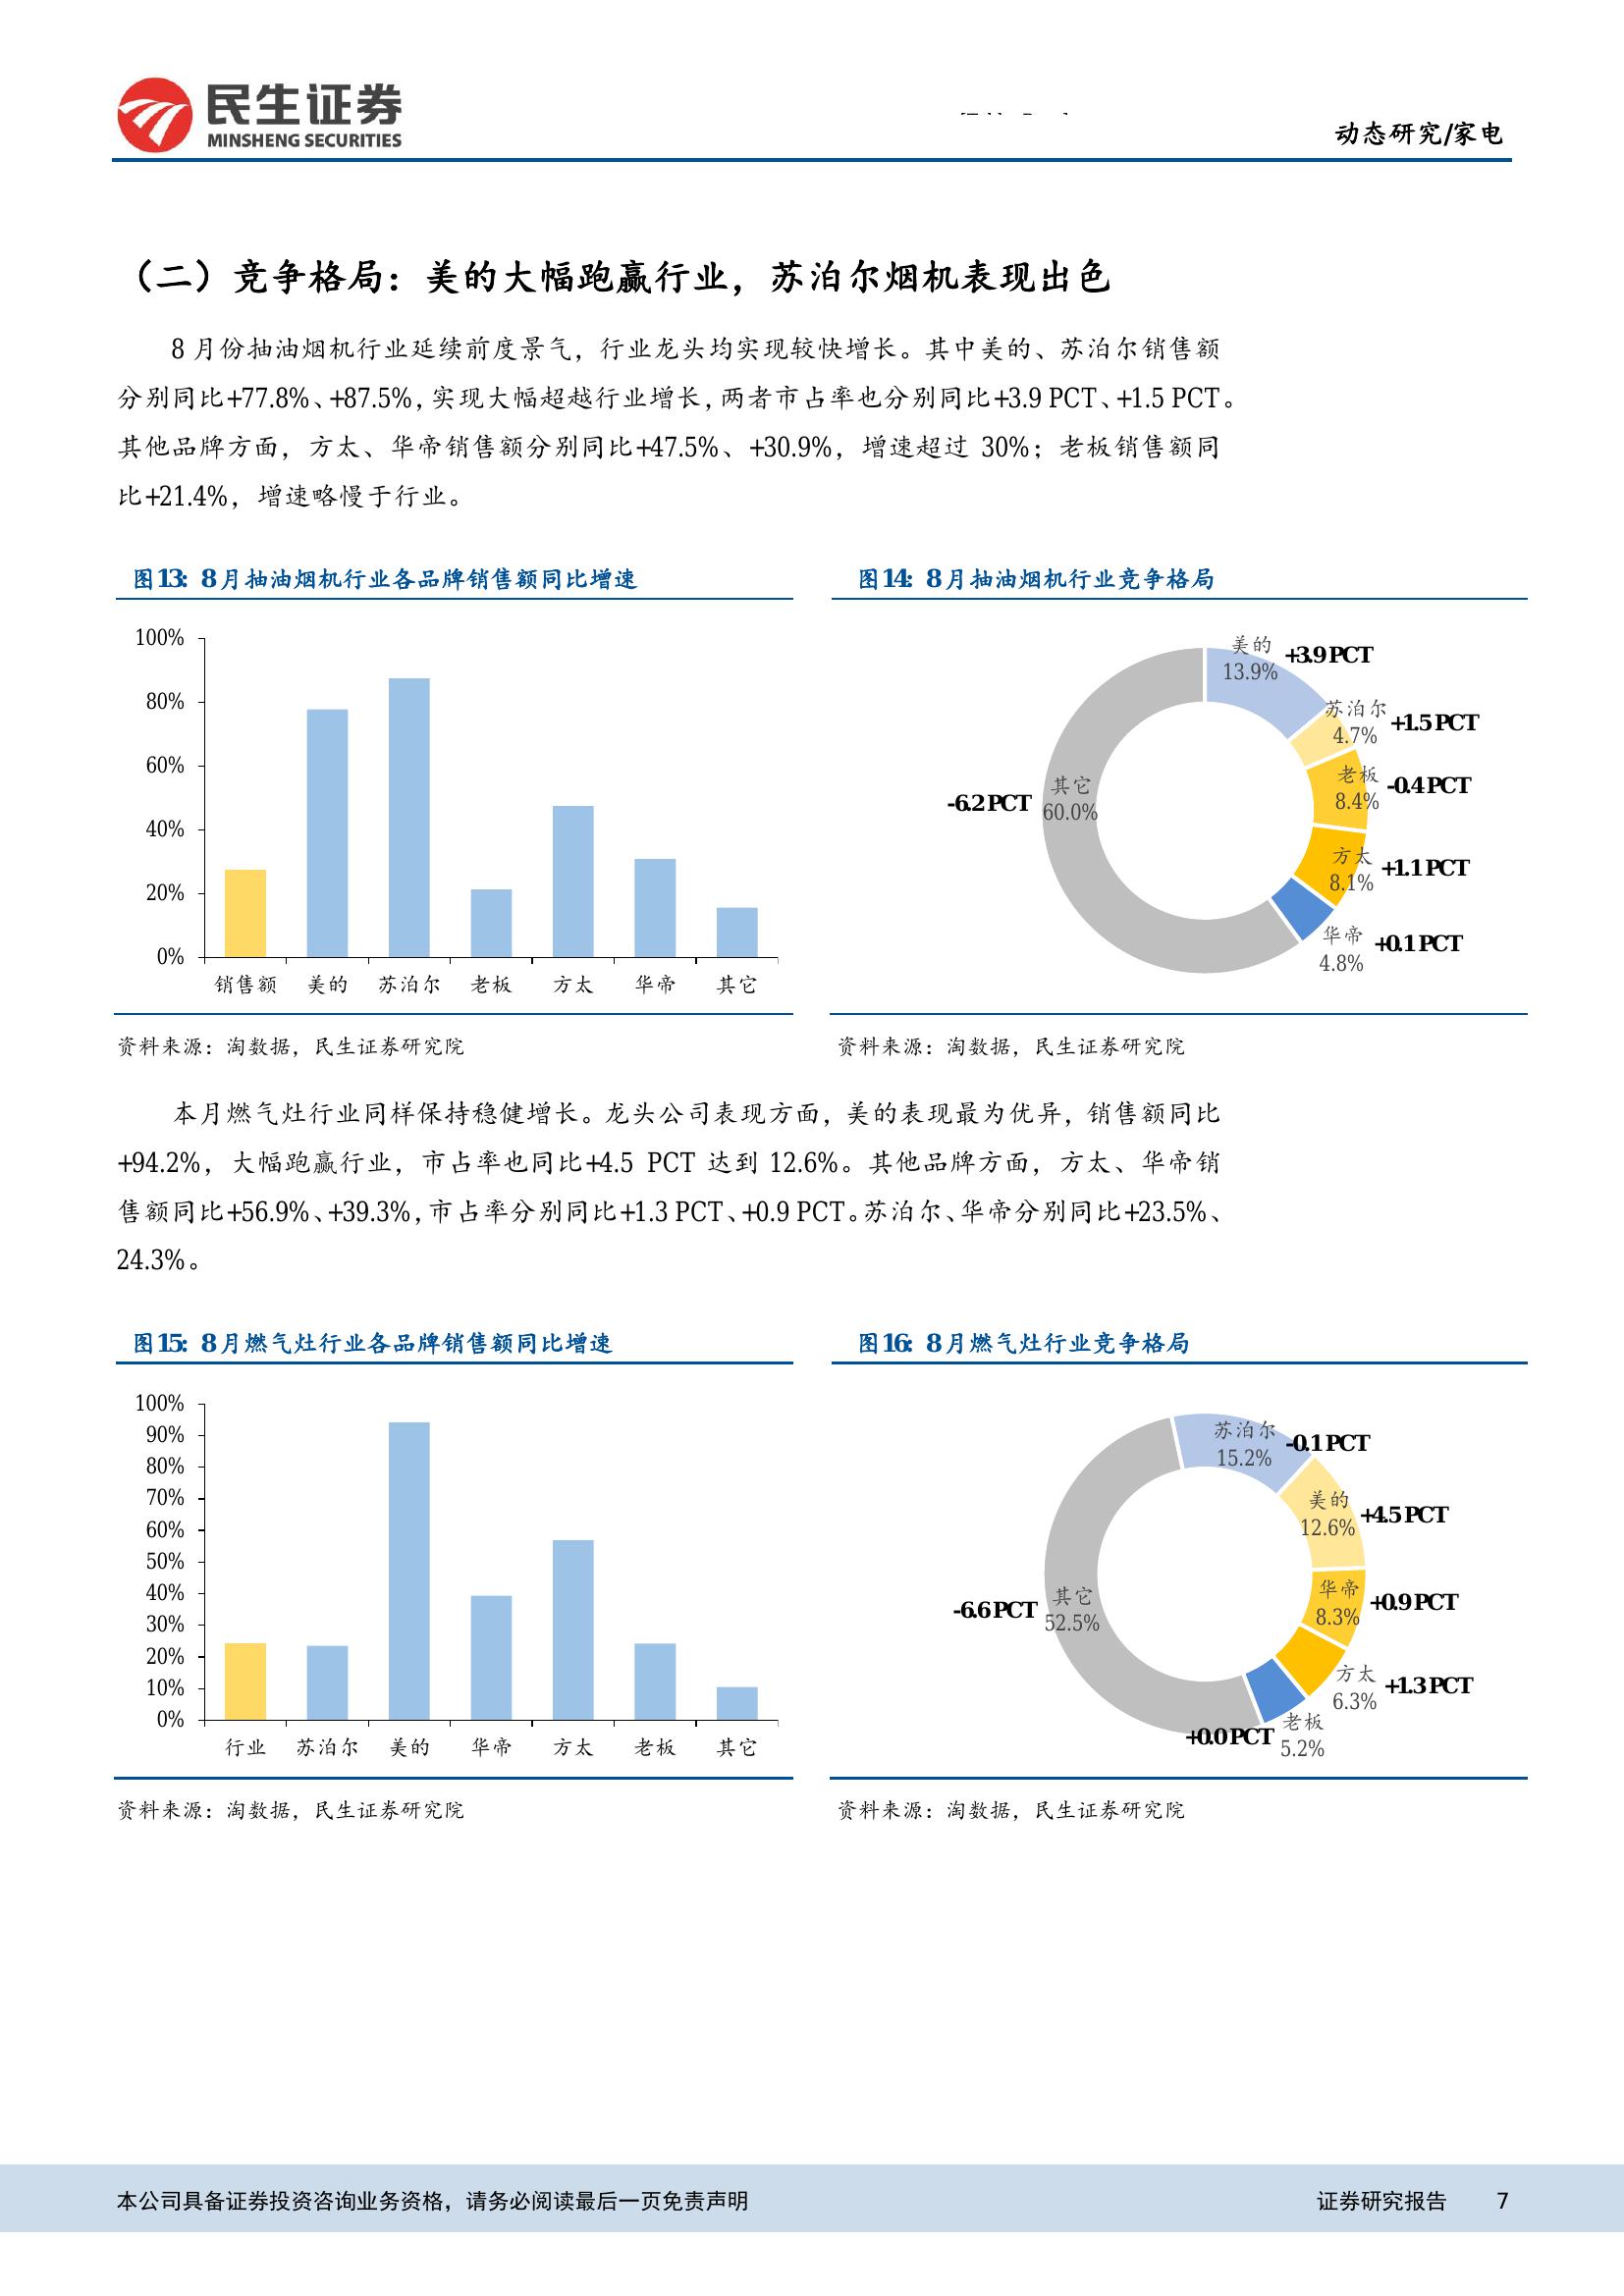 民生证券
MINSHENG SECURITIES
动态研究/家电
（二）竞争格局：美的大幅跑赢行业，苏泊尔烟机表现出色
8 月份抽油烟机行业延续前度景气，行业龙头均实现较快增长。其中美的、苏泊尔销售额
分别同比+77.8%、+87.5%，实现大幅超越行业增长，两者市占率也分别同比+3.9 PCT、+1.5 PCT。
其他品牌方面，方太、华帝销售额分别同比+47.5%、+30.9%，增速超过 30%；老板销售额同
比+21.4%，增速略慢于行业。
图13：8月抽油烟机行业各品牌销售额同比增速
100%
80%
60%
40%
20%
0%
销售额 美的 苏泊尔 老板 方太 华帝 其它
资料来源：淘数据，民生证券研究院
图14：8月抽油烟机行业竞争格局
美的
13.9%
+3.9PCT
苏泊尔
4.7%
+1.5PCT
老板
8.4%
-0.4PCT
方太
8.1%
+1.1PCT
华帝
4.8%
+0.1PCT
其它
60.0%
-6.2PCT
资料来源：淘数据，民生证券研究院
本月燃气灶行业同样保持稳健增长。龙头公司表现方面，美的表现最为优异，销售额同比
+94.2%，大幅跑赢行业，市占率也同比+4.5 PCT 达到 12.6%。其他品牌方面，方太、华帝销
售额同比+56.9%、+39.3%，市占率分别同比+1.3 PCT、+0.9 PCT。苏泊尔、华帝分别同比+23.5%、
24.3%。
图15：8月燃气灶行业各品牌销售额同比增速
100%
90%
80%
70%
60%
50%
40%
30%
20%
10%
0%
行业 苏泊尔 美的 华帝 方太 老板 其它
资料来源：淘数据，民生证券研究院
图16：8月燃气灶行业竞争格局
苏泊尔
15.2%
-0.1PCT
美的
12.6%
+4.5PCT
华帝
8.3%
+0.9PCT
方太
6.3%
+1.3PCT
老板
5.2%
+0.0PCT
其它
52.5%
-6.6PCT
资料来源：淘数据，民生证券研究院
本公司具备证券投资咨询业务资格，请务必阅读最后一页免责声明
证券研究报告 7